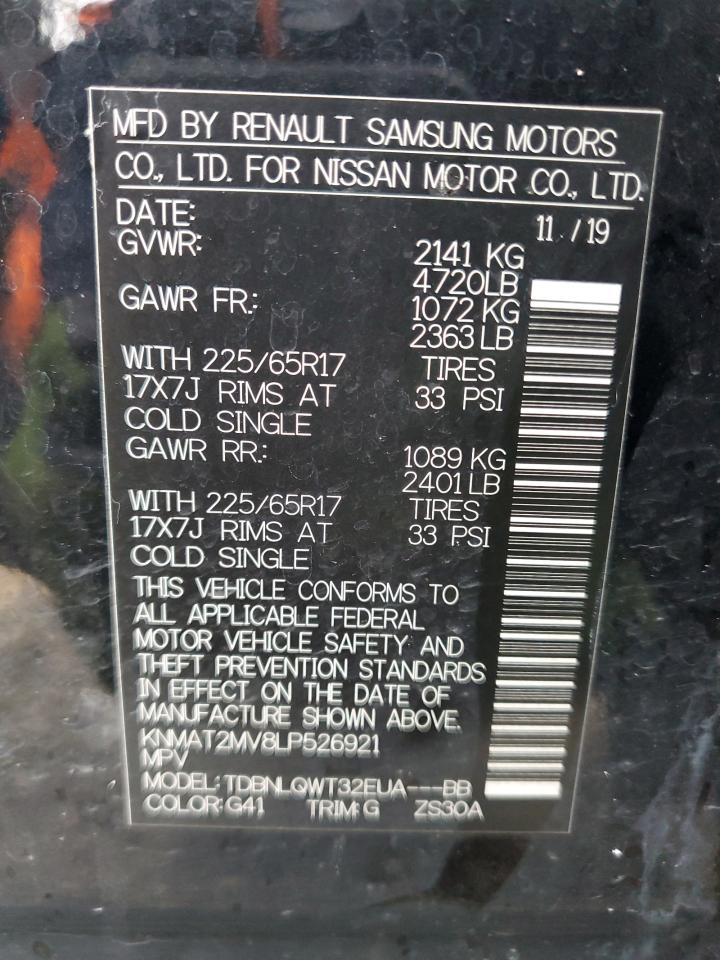 MFD BY RENAULT SAMSUNG MOTORS
CO., LTD. FOR NISSAN MOTOR CO., LTD.
DATE: 11 / 19
GVWR: 2141 KG
4720LB
GAWR FR.: 1072 KG
2363 LB
WITH 225/65R17 TIRES
17X7J RIMS AT 33 PSI
COLD SINGLE
GAWR RR.: 1089 KG
2401 LB
WITH 225/65R17 TIRES
17X7J RIMS AT 33 PSI
COLD SINGLE
THIS VEHICLE CONFORMS TO
ALL APPLICABLE FEDERAL
MOTOR VEHICLE SAFETY AND
THEFT PREVENTION STANDARDS
IN EFFECT ON THE DATE OF
MANUFACTURE SHOWN ABOVE.
KNMAT2MV8LP526921
MPV
MODEL: TDBNLQWT32EUA---BB
COLOR: G41 TRIM: G ZS30A